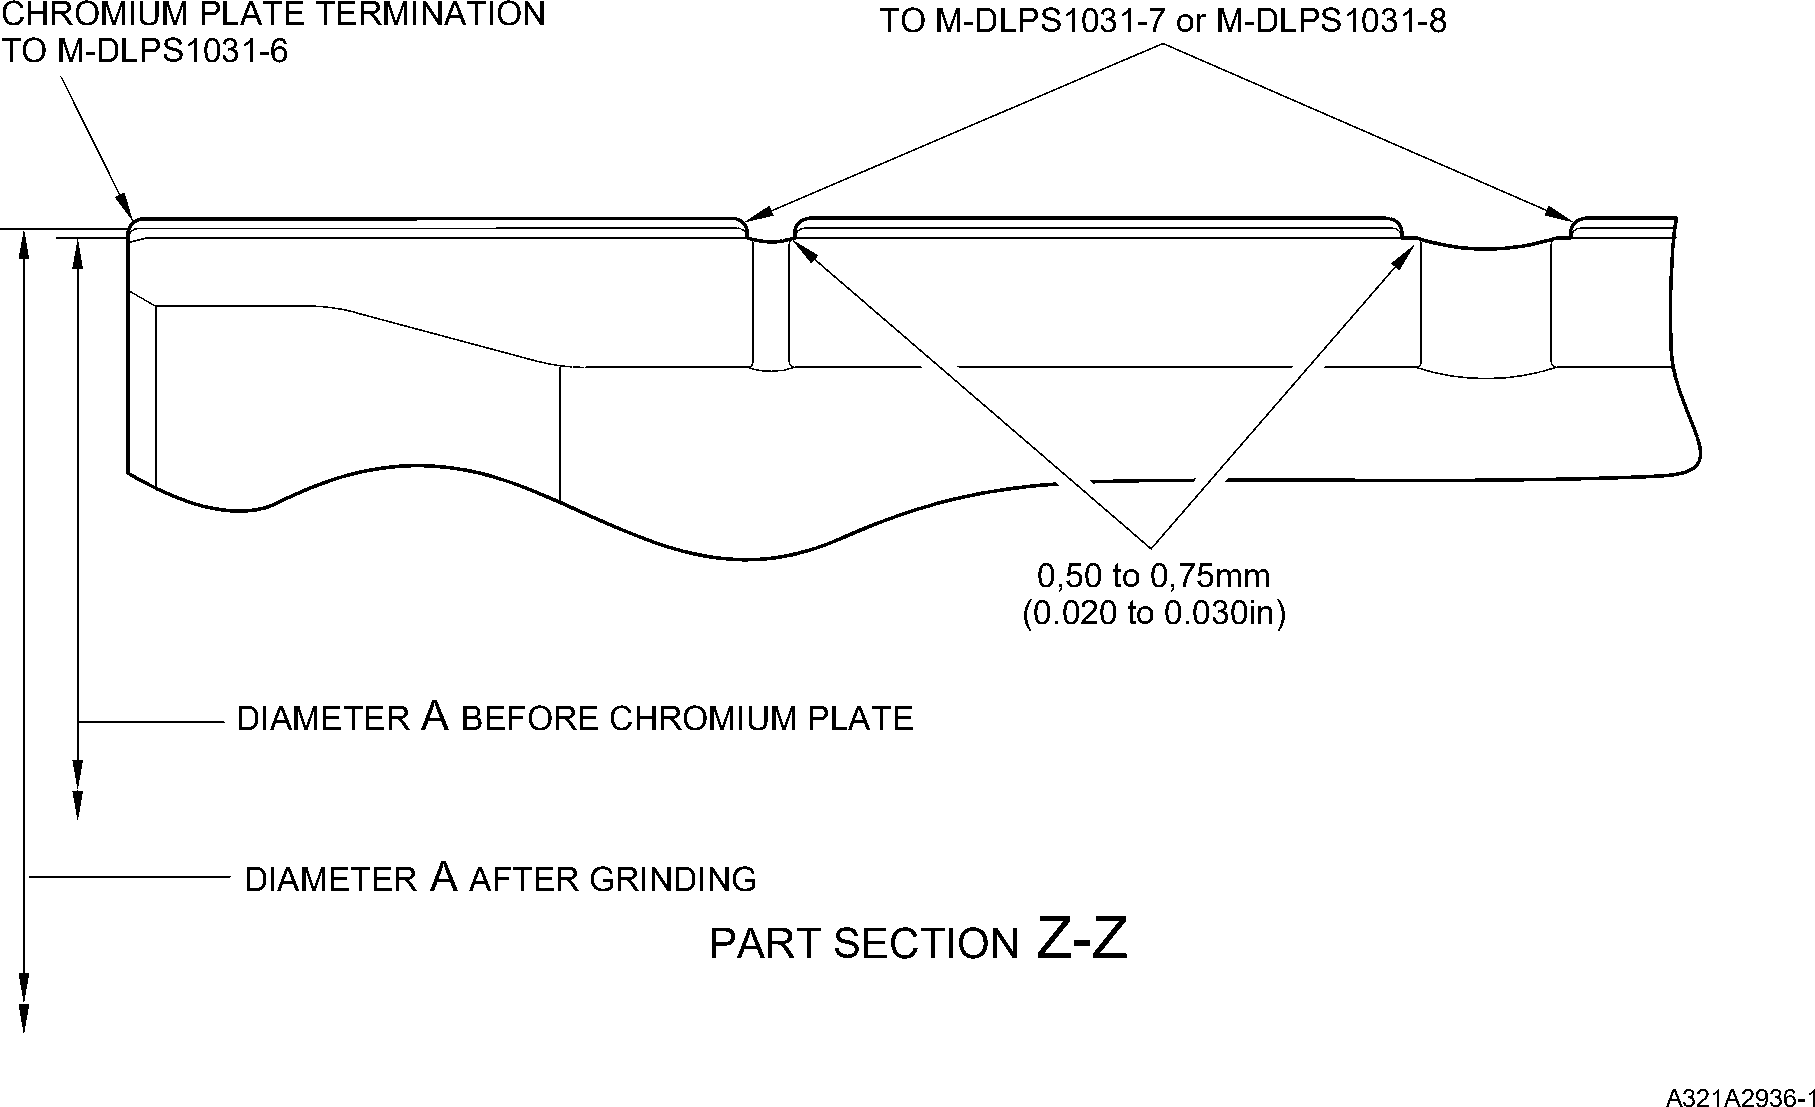 CHROMIUM PLATE TERMINATION
TO M-DLPS1031-6
TO M-DLPS1031-7 or M-DLPS1031-8
0,50 to 0,75mm
(0.020 to 0.030in)
DIAMETER A BEFORE CHROMIUM PLATE
DIAMETER A AFTER GRINDING
PART SECTION Z-Z
A321A2936-1